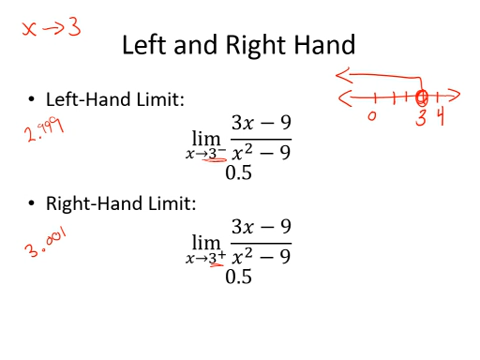 x → 3
Left and Right Hand
• Left-Hand Limit:
2.999
lim x→3⁻ (3x − 9)/(x² − 9)
0.5
• Right-Hand Limit:
3.001
lim x→3⁺ (3x − 9)/(x² − 9)
0.5
0 3 4